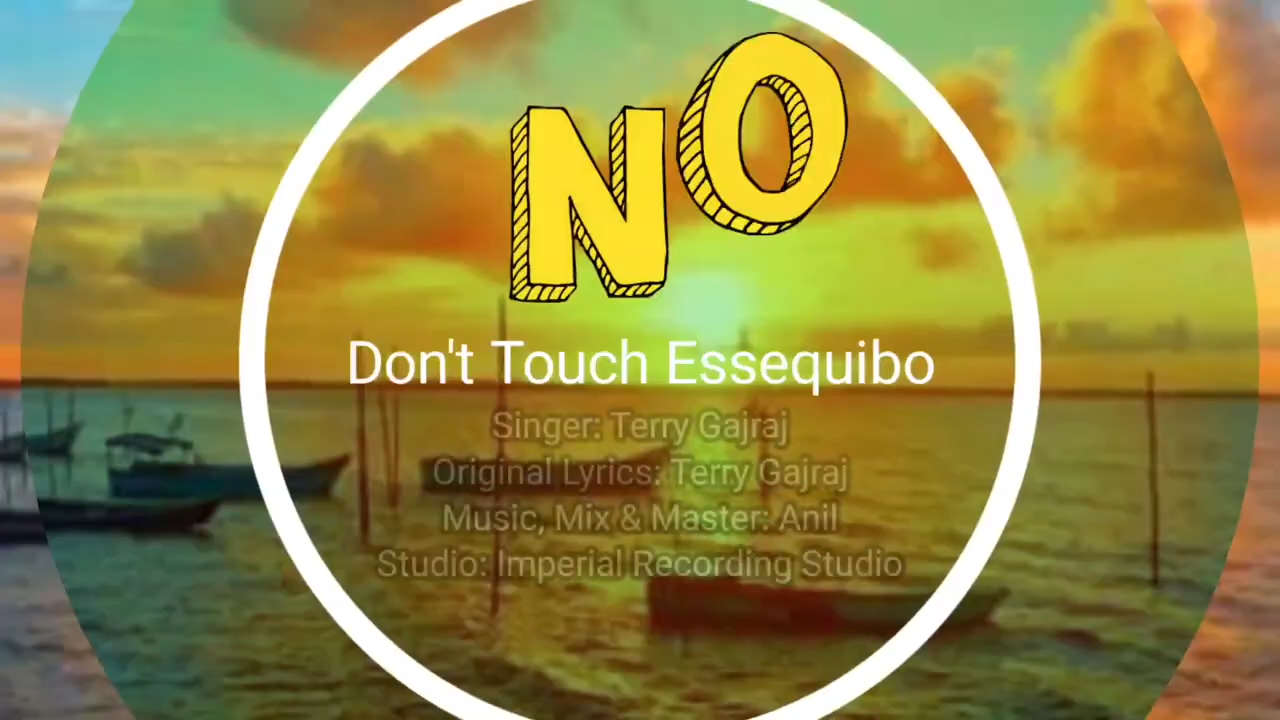 NO
Don't Touch Essequibo
Singer: Terry Gajraj
Original Lyrics: Terry Gajraj
Music, Mix & Master: Anil
Studio: Imperial Recording Studio